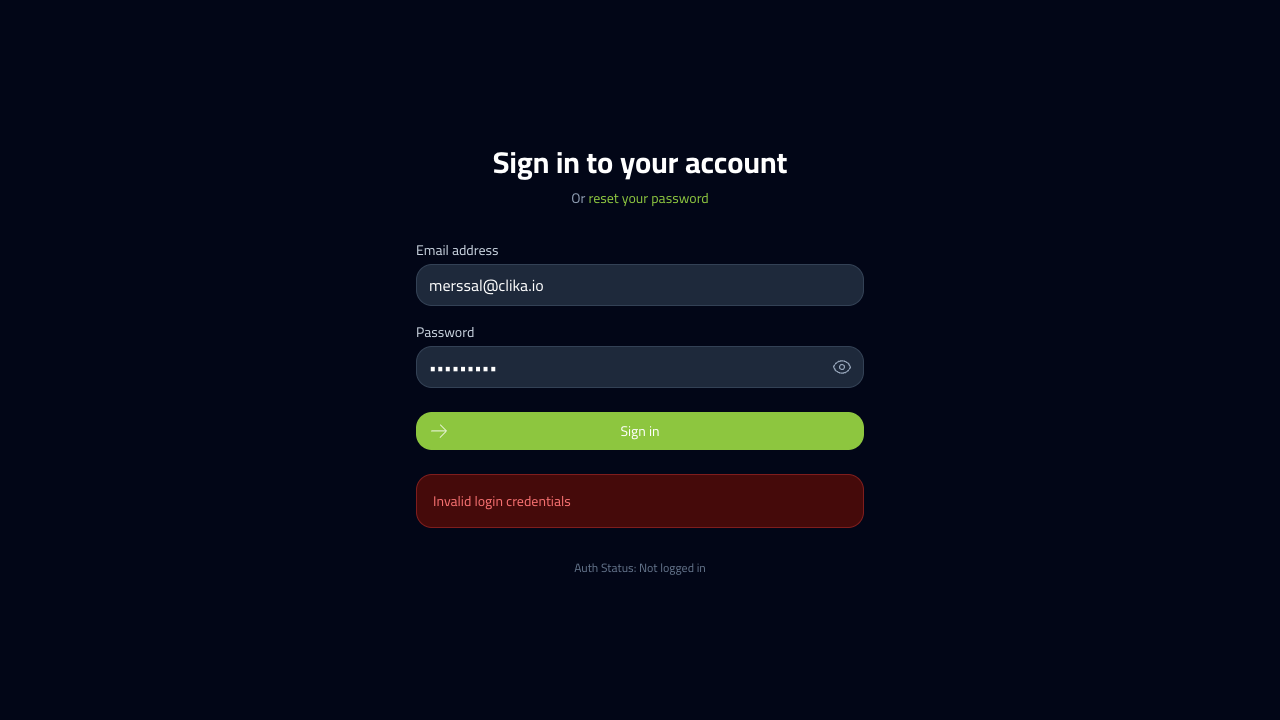 Sign in to your account
Or reset your password
Email address
merssal@clika.io
Password
•••••••••
Sign in
Invalid login credentials
Auth Status: Not logged in